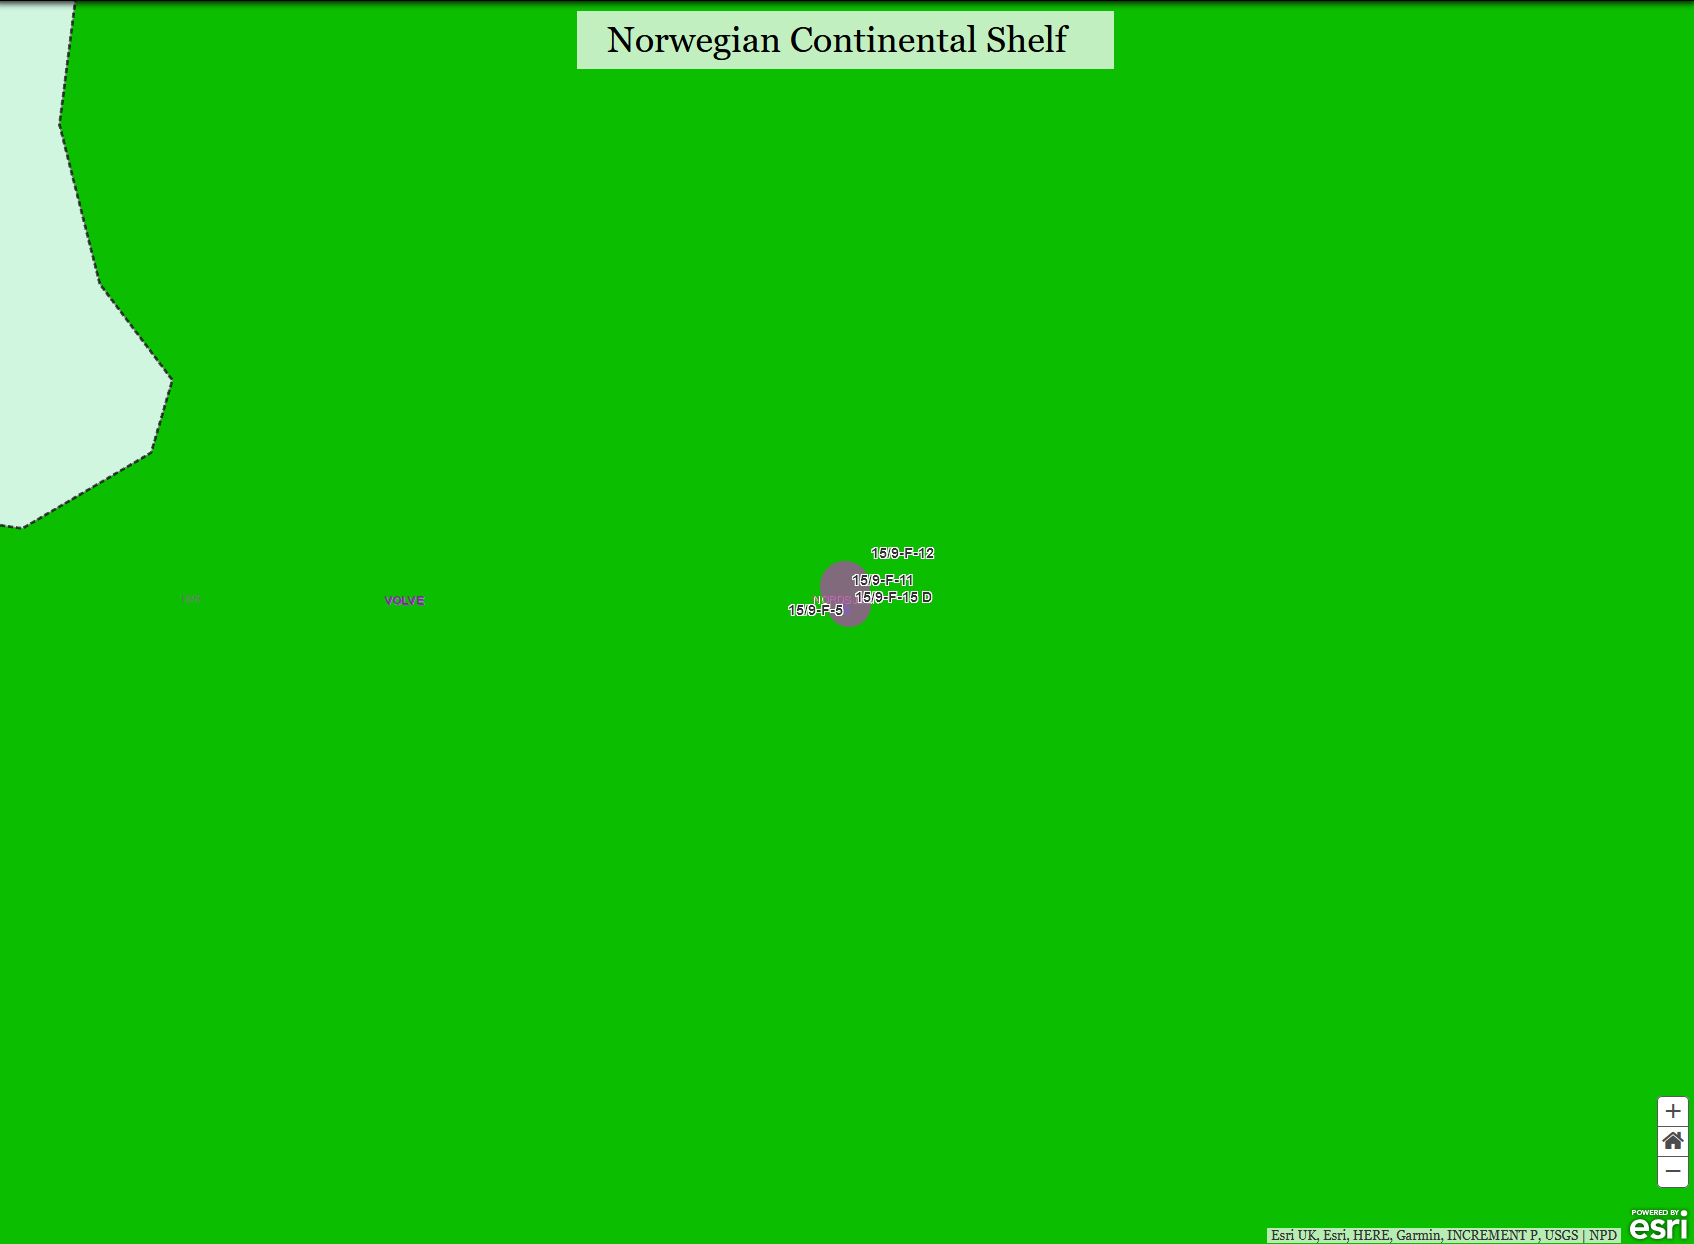 Norwegian Continental Shelf
15/9-F-12
15/9-F-11
15/9-F-15 D
VOLVE
15/9-F-5
POWERED BY
esri
Esri UK, Esri, HERE, Garmin, INCREMENT P, USGS | NPD